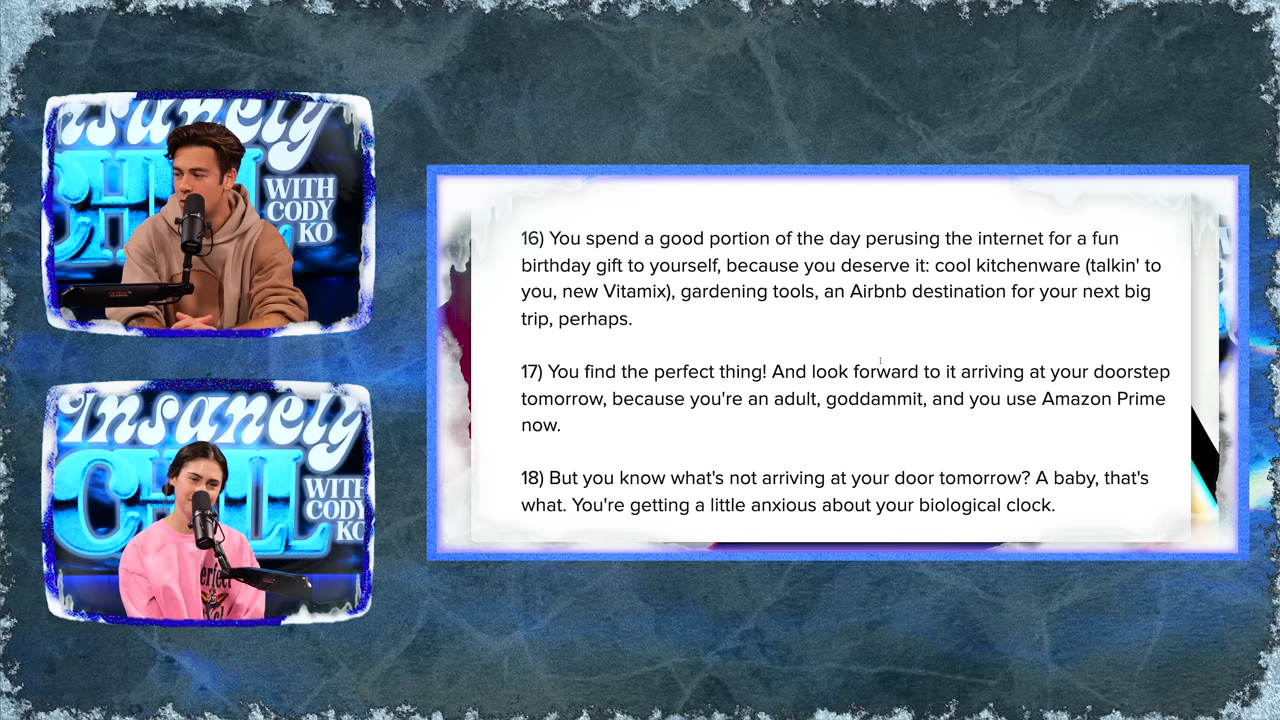 Insanely
CHILL
WITH
CODY
KO
16) You spend a good portion of the day perusing the internet for a fun
birthday gift to yourself, because you deserve it: cool kitchenware (talkin' to
you, new Vitamix), gardening tools, an Airbnb destination for your next big
trip, perhaps.
17) You find the perfect thing! And look forward to it arriving at your doorstep
tomorrow, because you're an adult, goddammit, and you use Amazon Prime
now.
18) But you know what's not arriving at your door tomorrow? A baby, that's
what. You're getting a little anxious about your biological clock.
Insanely
CHILL
WITH
CODY
KO